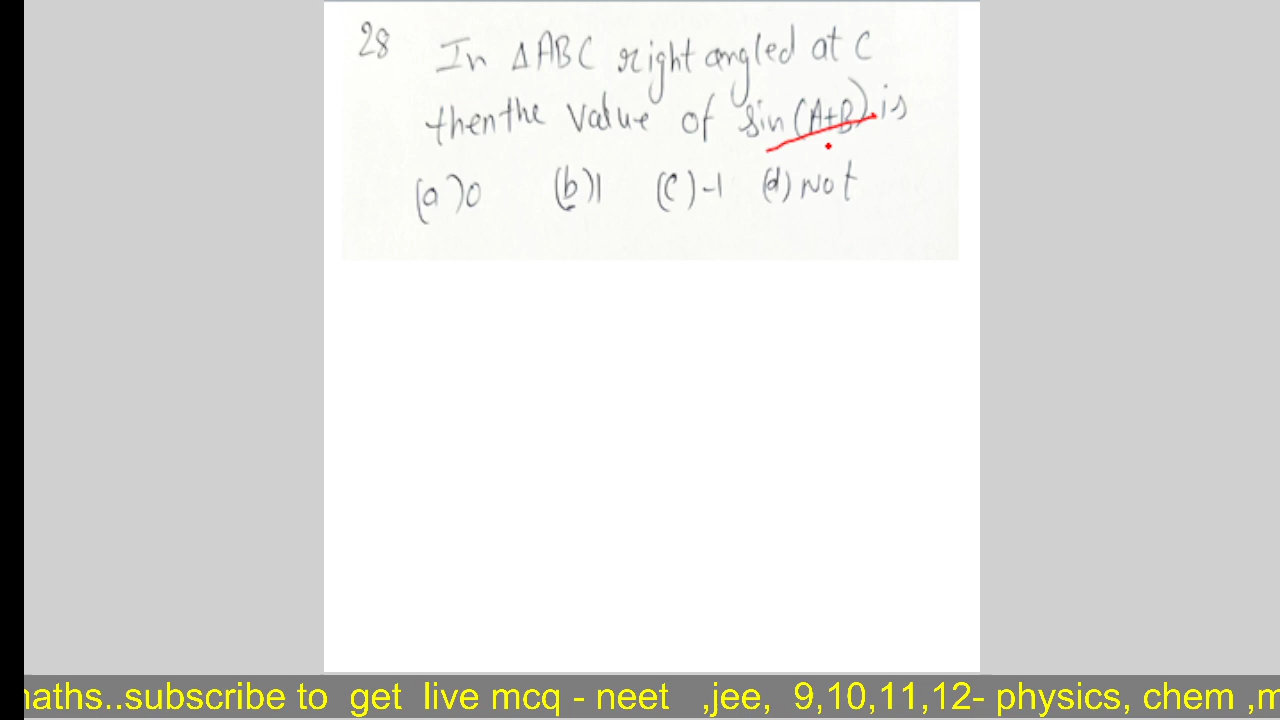 28 In ΔABC right angled at C
then the value of sin (A+B) is
(a) 0 (b) 1 (c) -1 (d) Not
haths..subscribe to get live mcq - neet ,jee, 9,10,11,12- physics, chem ,m